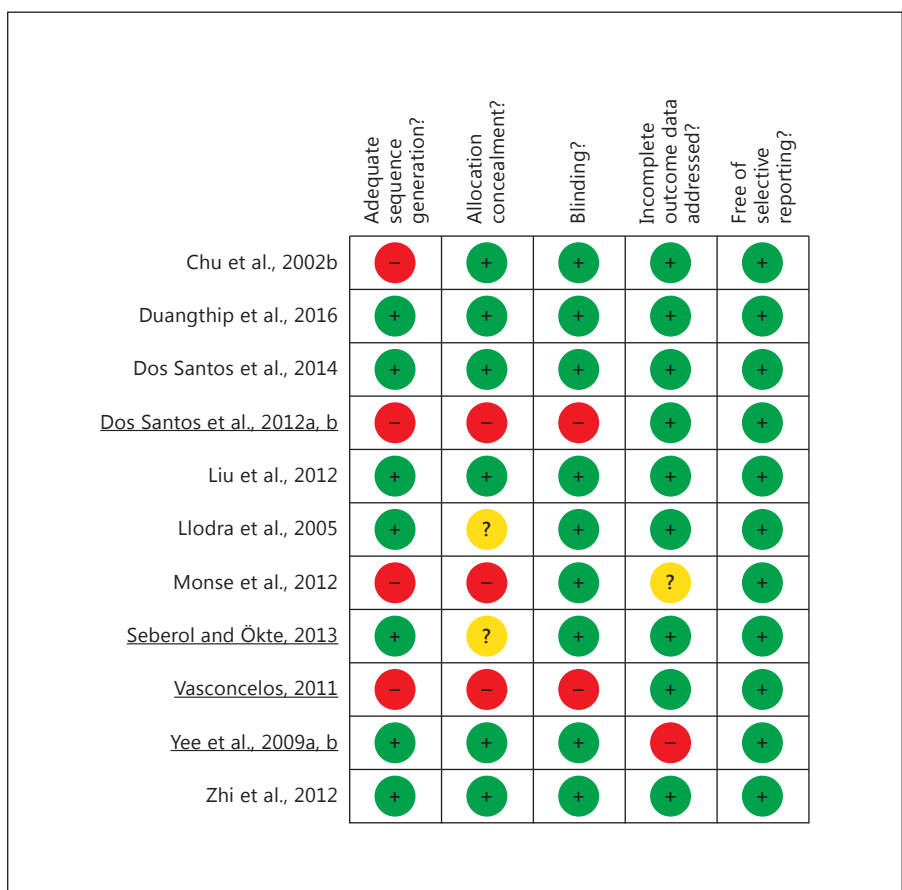 Adequate
sequence
generation?
Allocation
concealment?
Blinding?
Incomplete
outcome data
addressed?
Free of
selective
reporting?
Chu et al., 2002b − + + + +
Duangthip et al., 2016 + + + + +
Dos Santos et al., 2014 + + + + +
Dos Santos et al., 2012a, b − − − + +
Liu et al., 2012 + + + + +
Llodra et al., 2005 + ? + + +
Monse et al., 2012 − − + ? +
Seberol and Ökte, 2013 + ? + + +
Vasconcelos, 2011 − − − + +
Yee et al., 2009a, b + + + − +
Zhi et al., 2012 + + + + +